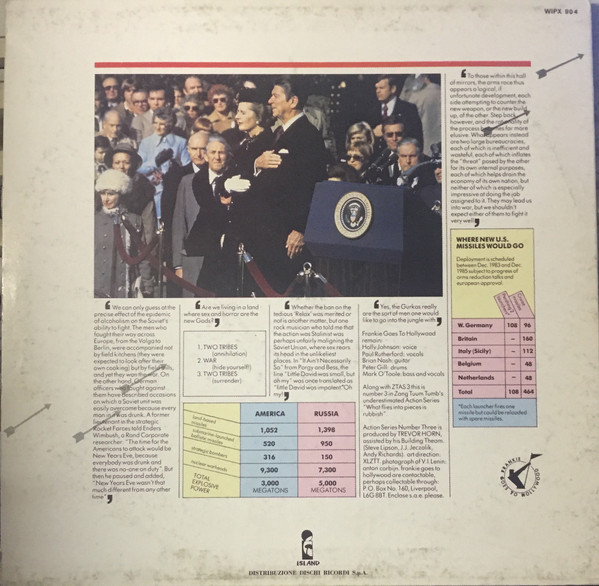 WIPX 904
To those within this hall
of mirrors, the arms race thus
appears a logical, if
unfortunate development, each
side attempting to counter the
new weapon, or the new build
up, of the other. Step back,
however, and the rationality of
the process becomes far more
elusive. What appears instead
are two large bureaucracies,
each of which is inefficient and
wasteful, each of which inflates
the "threat" posed by the other
for its own internal purposes,
each of which helps drain the
economy of its own nation, but
neither of which is especially
impressive at doing the job
assigned to it. They may lead us
into war, but we shouldn't
expect either of them to fight it
very well
WHERE NEW U.S.
MISSILES WOULD GO
Deployment is scheduled
between Dec. 1983 and Dec.
1985 subject to progress of
arms reduction talks and
european approval.
W. Germany 108 96
Britain – 160
Italy (Sicily) – 112
Belgium – 48
Netherlands – 48
Total 108 464
*Each launcher fires one
missile but could be reloaded
with spare missiles.
We can only guess at the
precise effect of the epidemic
of alcoholism on the Soviet's
ability to fight. The men who
fought their way across
Europe, from the Volga to
Berlin, were accompanied not
by field kitchens (they were
expected to look after their
own cooking) but by field stills,
and yet they won the war. On
the other hand, German
officers who fought against
them have described occasions
on which a Soviet unit was
easily overcome because every
man in it was drunk. A former
lieutenant in the strategic
Rocket Forces told Enders
Wimbush, a Rand Corporate
researcher. "The time for the
Americans to attack would be
New Years Eve, because
everybody was drunk and
there was no-one on duty". But
then he paused and added,
"New Years Eve wasn't that
much different from any other
time"
Are we living in a land
where sex and horror are the
new Gods?
1. TWO TRIBES
(annihilation)
2. WAR
(hide yourself!)
3. TWO TRIBES
(surrender)
Whether the ban on the
tedious 'Relax' was merited or
not is another matter, but one
rock musician who told me that
the action was Stalinist was
perhaps unfairly maligning the
Soviet Union, where sex rears
its head in the unlikeliest
places. In "It Ain't Necessarily
So" from Porgy and Bess, the
line "Little David was small, but
oh my" was once translated as
"Little David was impotent "Oh
my!"
Yes, the Gurkas really
are the sort of men one would
like to go into the jungle with
Frankie Goes To Hollywood
remain:
Holly Johnson: voice
Paul Rutherford: vocals
Brian Nash: guitar
Peter Gill: drums
Mark O'Toole: bass and vocals
Along with ZTAS 3 this is
number 3 in Zang Tuum Tumb's
underestimated Action Series
"What flies into pieces is
rubbish".
Action Series Number Three is
produced by TREVOR HORN,
assisted by his Building Theam:
(Steve Lipson, J.J. Jeczalik,
Andy Richards). art direction:
XLZTT. photograph of V.I. Lenin.
anton corbijn. frankie goes to
hollywood are contactable,
perhaps collectable through:
P.O. Box No. 160, Liverpool,
L69 8BT. Enclose s.a.e. please.
AMERICA RUSSIA
land based
missiles
1,052 1,398
submarine-launched
ballistic missiles
520 950
strategic bombers
316 150
nuclear warheads
9,300 7,300
TOTAL
EXPLOSIVE
POWER
3,000 5,000
MEGATONS MEGATONS
FRANKIE GOES TO HOLLYWOOD
ISLAND
DISTRIBUZIONE DISCHI RICORDI S.p.A.